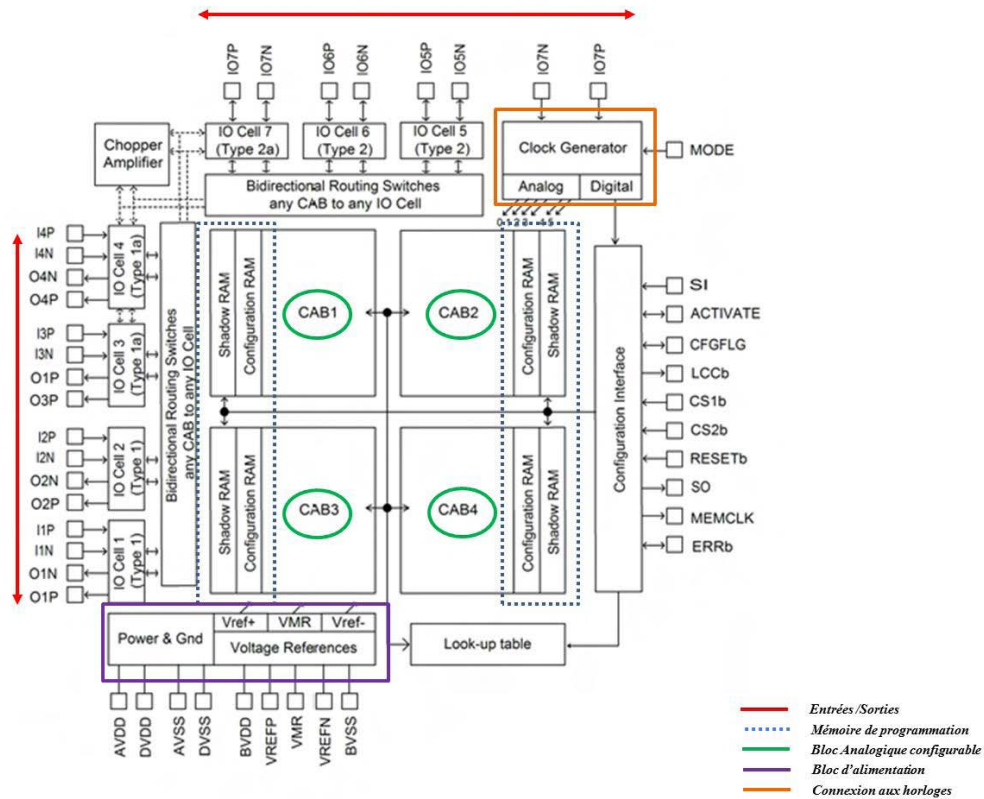 IO7P
IO7N
IO6P
IO6N
IO5P
IO5N
IO7N
IO7P
Chopper
Amplifier
IO Cell 7
(Type 2a)
IO Cell 6
(Type 2)
IO Cell 5
(Type 2)
Clock Generator
Analog
Digital
MODE
Bidirectional Routing Switches
any CAB to any IO Cell
I4P
I4N
O4N
O4P
IO Cell 4
(Type 1a)
I3P
I3N
O1P
O3P
IO Cell 3
(Type 1a)
I2P
I2N
O2N
O2P
IO Cell 2
(Type 1)
I1P
I1N
O1N
O1P
IO Cell 1
(Type 1)
Bidirectional Routing Switches
any CAB to any IO Cell
Shadow RAM
Configuration RAM
CAB1
CAB2
Configuration RAM
Shadow RAM
Shadow RAM
Configuration RAM
CAB3
CAB4
Configuration RAM
Shadow RAM
Configuration Interface
SI
ACTIVATE
CFGFLG
LCCb
CS1b
CS2b
RESETb
SO
MEMCLK
ERRb
Power & Gnd
Vref+
VMR
Vref-
Voltage References
Look-up table
AVDD
DVDD
AVSS
DVSS
BVDD
VREFP
VMR
VREFN
BVSS
Entrées /Sorties
Mémoire de programmation
Bloc Analogique configurable
Bloc d'alimentation
Connexion aux horloges